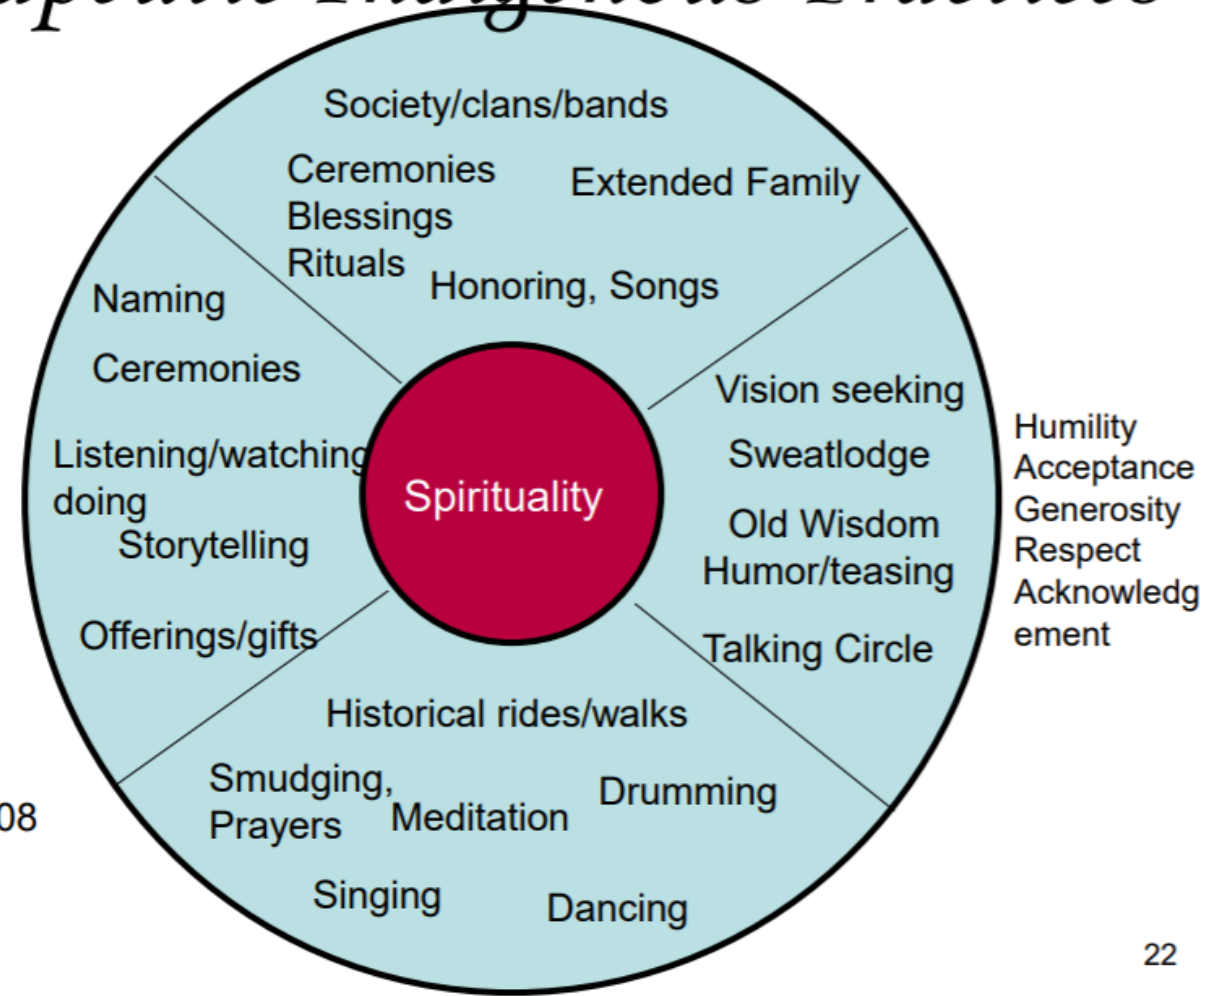 Indigenous Practices
Society/clans/bands
Ceremonies
Blessings
Rituals
Extended Family
Honoring, Songs
Naming
Ceremonies
Listening/watching
doing
Storytelling
Offerings/gifts
Spirituality
Vision seeking
Sweatlodge
Old Wisdom
Humor/teasing
Talking Circle
Humility
Acceptance
Generosity
Respect
Acknowledg
ement
Historical rides/walks
Smudging,
Prayers
Meditation
Drumming
Singing
Dancing
08
22